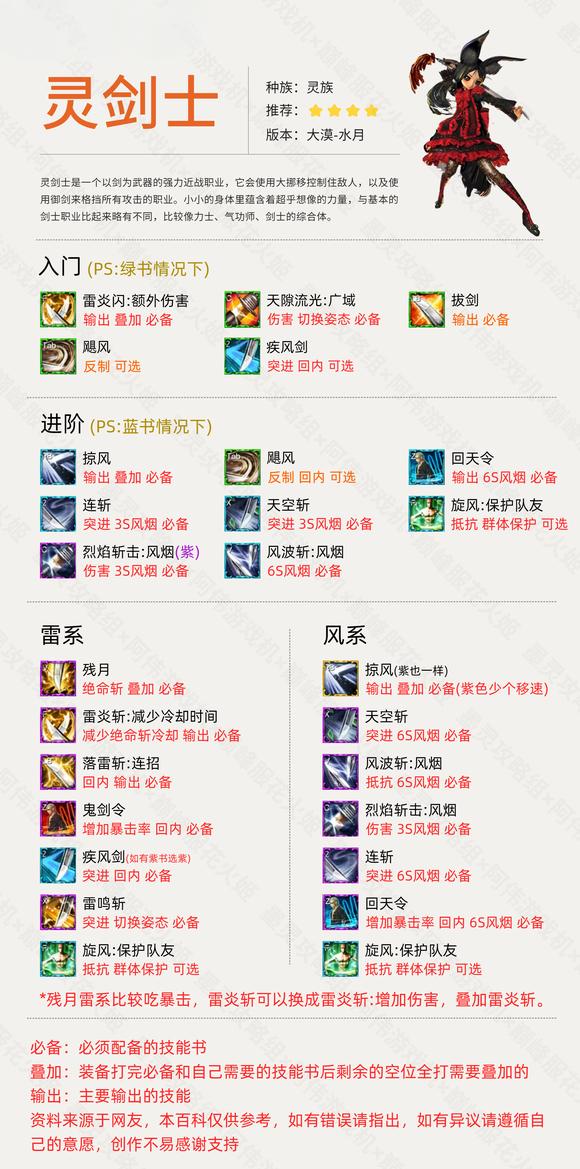 灵剑士
种族：灵族
推荐：
版本：大漠-水月
灵剑士是一个以剑为武器的强力近战职业，它会使用大挪移控制住敌人，以及使
用御剑来格挡所有攻击的职业。小小的身体里蕴含着超乎想像的力量，与基本的
剑士职业比起来略有不同，比较像力士、气功师、剑士的综合体。
入门 (PS:绿书情况下)
雷炎闪:额外伤害
输出 叠加 必备
天隙流光:广域
伤害 切换姿态 必备
拔剑
输出 必备
飓风
反制 可选
疾风剑
突进 回内 可选
进阶 (PS:蓝书情况下)
掠风
输出 叠加 必备
飓风
反制 回内 可选
回天令
输出 6S风烟 必备
连斩
突进 3S风烟 必备
天空斩
突进 3S风烟 必备
旋风:保护队友
抵抗 群体保护 可选
烈焰斩击:风烟(紫)
伤害 3S风烟 必备
风波斩:风烟
6S风烟 必备
雷系
残月
绝命斩 叠加 必备
雷炎斩:减少冷却时间
减少绝命斩冷却 输出 必备
落雷斩:连招
回内 输出 必备
鬼剑令
增加暴击率 回内 必备
疾风剑(如有紫书选紫)
突进 回内 必备
雷鸣斩
突进 切换姿态 必备
旋风:保护队友
抵抗 群体保护 可选
风系
掠风(紫也一样)
输出 叠加 必备(紫色少个移速)
天空斩
突进 6S风烟 必备
风波斩:风烟
抵抗 6S风烟 必备
烈焰斩击:风烟
伤害 3S风烟 必备
连斩
突进 6S风烟 必备
回天令
增加暴击率 回内 6S风烟 必备
旋风:保护队友
抵抗 群体保护 可选
*残月雷系比较吃暴击，雷炎斩可以换成雷炎斩:增加伤害，叠加雷炎斩。
必备：必须配备的技能书
叠加：装备打完必备和自己需要的技能书后剩余的空位全打需要叠加的
输出：主要输出的技能
资料来源于网友，本百科仅供参考，如有错误请指出，如有异议请遵循自
己的意愿，创作不易感谢支持